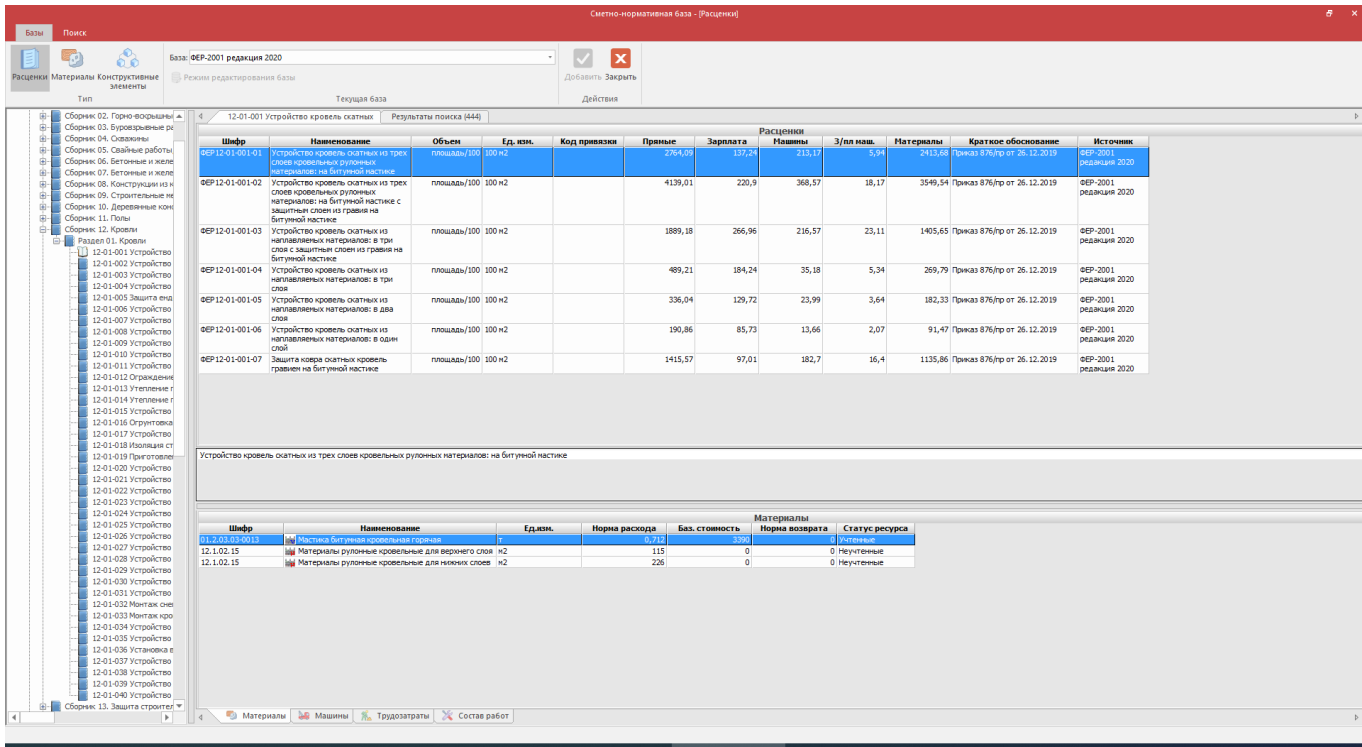 Сметно-нормативная база - [Расценки]
Базы Поиск
Расценки Материалы Конструктивные элементы
База: ФЕР-2001 редакция 2020
Режим редактирования базы
Добавить Закрыть
Тип Текущая база Действия
Сборник 02. Горно-вскрышны
Сборник 03. Буровзрывные ра
Сборник 04. Скважины
Сборник 05. Свайные работы,
Сборник 06. Бетонные и желе
Сборник 07. Бетонные и желе
Сборник 08. Конструкции из к
Сборник 09. Строительные ме
Сборник 10. Деревянные конс
Сборник 11. Полы
Сборник 12. Кровли
Раздел 01. Кровли
12-01-001 Устройство
12-01-002 Устройство
12-01-003 Устройство
12-01-004 Устройство
12-01-005 Защита енд
12-01-006 Устройство
12-01-007 Устройство
12-01-008 Устройство
12-01-009 Устройство
12-01-010 Устройство
12-01-011 Устройство
12-01-012 Ограждение
12-01-013 Утепление п
12-01-014 Утепление п
12-01-015 Устройство
12-01-016 Огрунтовка
12-01-017 Устройство
12-01-018 Изоляция ст
12-01-019 Приготовле
12-01-020 Устройство
12-01-021 Устройство
12-01-022 Устройство
12-01-023 Устройство
12-01-024 Устройство
12-01-025 Устройство
12-01-026 Устройство
12-01-027 Устройство
12-01-028 Устройство
12-01-029 Устройство
12-01-030 Устройство
12-01-031 Устройство
12-01-032 Монтаж сне
12-01-033 Монтаж кро
12-01-034 Устройство
12-01-035 Устройство
12-01-036 Установка в
12-01-037 Устройство
12-01-038 Устройство
12-01-039 Устройство
12-01-040 Устройство
Сборник 13. Защита строител
12-01-001 Устройство кровель скатных Результаты поиска (444)
Расценки
Шифр Наименование Объем Ед. изм. Код привязки Прямые Зарплата Машины З/пл маш. Материалы Краткое обоснование Источник
ФЕР12-01-001-01 Устройство кровель скатных из трех площадь/100 100 м2 2764,09 137,24 213,17 5,94 2413,68 Приказ 876/пр от 26.12.2019 ФЕР-2001
слоев кровельных рулонных редакция 2020
материалов: на битумной мастике
ФЕР12-01-001-02 Устройство кровель скатных из трех площадь/100 100 м2 4139,01 220,9 368,57 18,17 3549,54 Приказ 876/пр от 26.12.2019 ФЕР-2001
слоев кровельных рулонных редакция 2020
материалов: на битумной мастике с
защитным слоем из гравия на
битумной мастике
ФЕР12-01-001-03 Устройство кровель скатных из площадь/100 100 м2 1889,18 266,96 216,57 23,11 1405,65 Приказ 876/пр от 26.12.2019 ФЕР-2001
наплавляемых материалов: в три редакция 2020
слоя с защитным слоем из гравия на
битумной мастике
ФЕР12-01-001-04 Устройство кровель скатных из площадь/100 100 м2 489,21 184,24 35,18 5,34 269,79 Приказ 876/пр от 26.12.2019 ФЕР-2001
наплавляемых материалов: в три редакция 2020
слоя
ФЕР12-01-001-05 Устройство кровель скатных из площадь/100 100 м2 336,04 129,72 23,99 3,64 182,33 Приказ 876/пр от 26.12.2019 ФЕР-2001
наплавляемых материалов: в два редакция 2020
слоя
ФЕР12-01-001-06 Устройство кровель скатных из площадь/100 100 м2 190,86 85,73 13,66 2,07 91,47 Приказ 876/пр от 26.12.2019 ФЕР-2001
наплавляемых материалов: в один редакция 2020
слой
ФЕР12-01-001-07 Защита ковра скатных кровель площадь/100 100 м2 1415,57 97,01 182,7 16,4 1135,86 Приказ 876/пр от 26.12.2019 ФЕР-2001
гравием на битумной мастике редакция 2020
Устройство кровель скатных из трех слоев кровельных рулонных материалов: на битумной мастике
Материалы
Шифр Наименование Ед.изм. Норма расхода Баз. стоимость Норма возврата Статус ресурса
01.2.03.03-0013 Мастика битумная кровельная горячая т 0,712 3390 0 Учтенные
12.1.02.15 Материалы рулонные кровельные для верхнего слоя м2 115 0 0 Неучтенные
12.1.02.15 Материалы рулонные кровельные для нижних слоев м2 226 0 0 Неучтенные
Материалы Машины Трудозатраты Состав работ